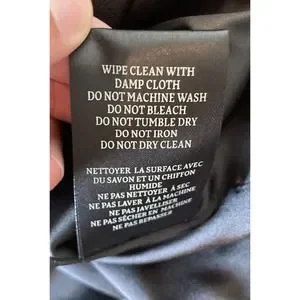 WIPE CLEAN WITH
DAMP CLOTH
DO NOT MACHINE WASH
DO NOT BLEACH
DO NOT TUMBLE DRY
DO NOT IRON
DO NOT DRY CLEAN
NETTOYER LA SURFACE AVEC
DU SAVON ET UN CHIFFON
HUMIDE
NE PAS NETTOYER À SEC
NE PAS LAVER À LA MACHINE
NE PAS JAVELLISER
NE PAS SÉCHER EN MACHINE
NE PAS REPASSER